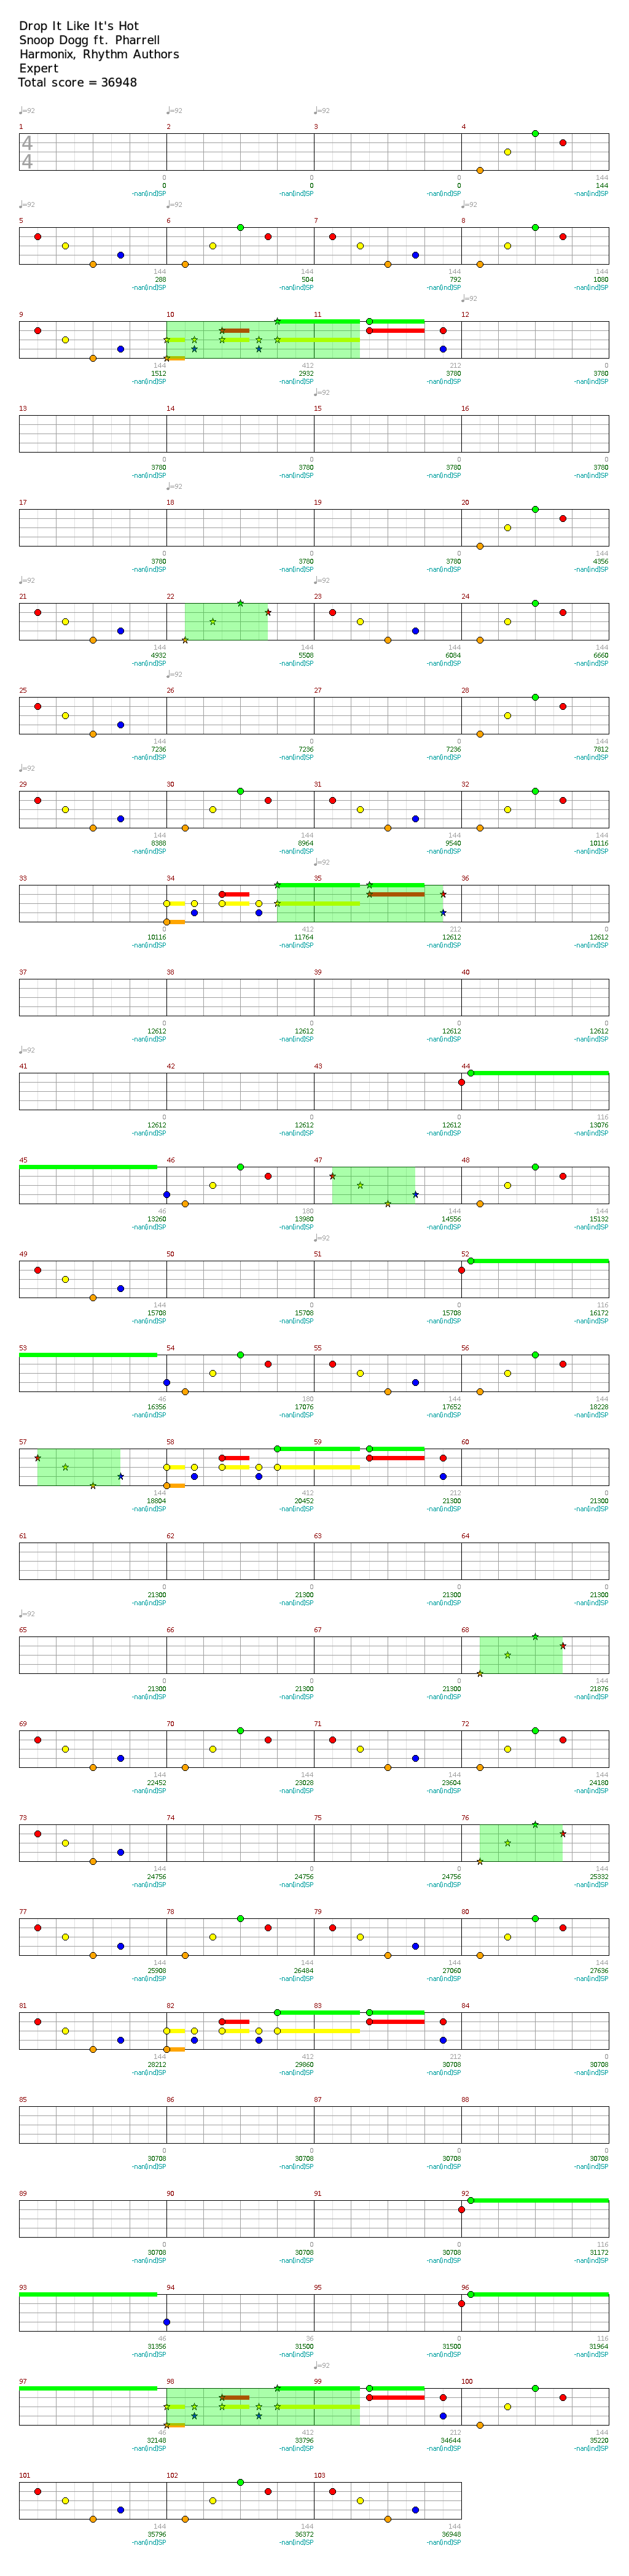 Drop It Like It's Hot
Snoop Dogg ft. Pharrell
Harmonix, Rhythm Authors
Expert
Total score = 36948
♩=92 ♩=92 ♩=92
1 2 3 4
4
4
0 0 0 144
0 0 0 144
-nan(ind)SP -nan(ind)SP -nan(ind)SP -nan(ind)SP
♩=92 ♩=92 ♩=92
5 6 7 8
144 144 144 144
288 504 792 1080
-nan(ind)SP -nan(ind)SP -nan(ind)SP -nan(ind)SP
♩=92
9 10 11 12
144 412 212 0
1512 2932 3780 3780
-nan(ind)SP -nan(ind)SP -nan(ind)SP -nan(ind)SP
♩=92
13 14 15 16
0 0 0 0
3780 3780 3780 3780
-nan(ind)SP -nan(ind)SP -nan(ind)SP -nan(ind)SP
♩=92
17 18 19 20
0 0 0 144
3780 3780 3780 4356
-nan(ind)SP -nan(ind)SP -nan(ind)SP -nan(ind)SP
♩=92 ♩=92 ♩=92
21 22 23 24
144 144 144 144
4932 5508 6084 6660
-nan(ind)SP -nan(ind)SP -nan(ind)SP -nan(ind)SP
♩=92
25 26 27 28
144 0 0 144
7236 7236 7236 7812
-nan(ind)SP -nan(ind)SP -nan(ind)SP -nan(ind)SP
♩=92
29 30 31 32
144 144 144 144
8388 8964 9540 10116
-nan(ind)SP -nan(ind)SP -nan(ind)SP -nan(ind)SP
♩=92
33 34 35 36
0 412 212 0
10116 11764 12612 12612
-nan(ind)SP -nan(ind)SP -nan(ind)SP -nan(ind)SP
37 38 39 40
0 0 0 0
12612 12612 12612 12612
-nan(ind)SP -nan(ind)SP -nan(ind)SP -nan(ind)SP
♩=92
41 42 43 44
0 0 0 116
12612 12612 12612 13076
-nan(ind)SP -nan(ind)SP -nan(ind)SP -nan(ind)SP
45 46 47 48
46 180 144 144
13260 13980 14556 15132
-nan(ind)SP -nan(ind)SP -nan(ind)SP -nan(ind)SP
♩=92
49 50 51 52
144 0 0 116
15708 15708 15708 16172
-nan(ind)SP -nan(ind)SP -nan(ind)SP -nan(ind)SP
53 54 55 56
46 180 144 144
16356 17076 17652 18228
-nan(ind)SP -nan(ind)SP -nan(ind)SP -nan(ind)SP
57 58 59 60
144 412 212 0
18804 20452 21300 21300
-nan(ind)SP -nan(ind)SP -nan(ind)SP -nan(ind)SP
61 62 63 64
0 0 0 0
21300 21300 21300 21300
-nan(ind)SP -nan(ind)SP -nan(ind)SP -nan(ind)SP
♩=92
65 66 67 68
0 0 0 144
21300 21300 21300 21876
-nan(ind)SP -nan(ind)SP -nan(ind)SP -nan(ind)SP
69 70 71 72
144 144 144 144
22452 23028 23604 24180
-nan(ind)SP -nan(ind)SP -nan(ind)SP -nan(ind)SP
73 74 75 76
144 0 0 144
24756 24756 24756 25332
-nan(ind)SP -nan(ind)SP -nan(ind)SP -nan(ind)SP
77 78 79 80
144 144 144 144
25908 26484 27060 27636
-nan(ind)SP -nan(ind)SP -nan(ind)SP -nan(ind)SP
81 82 83 84
144 412 212 0
28212 29860 30708 30708
-nan(ind)SP -nan(ind)SP -nan(ind)SP -nan(ind)SP
85 86 87 88
0 0 0 0
30708 30708 30708 30708
-nan(ind)SP -nan(ind)SP -nan(ind)SP -nan(ind)SP
89 90 91 92
0 0 0 116
30708 30708 30708 31172
-nan(ind)SP -nan(ind)SP -nan(ind)SP -nan(ind)SP
93 94 95 96
46 36 0 116
31356 31500 31500 31964
-nan(ind)SP -nan(ind)SP -nan(ind)SP -nan(ind)SP
♩=92
97 98 99 100
46 412 212 144
32148 33796 34644 35220
-nan(ind)SP -nan(ind)SP -nan(ind)SP -nan(ind)SP
101 102 103
144 144 144
35796 36372 36948
-nan(ind)SP -nan(ind)SP -nan(ind)SP